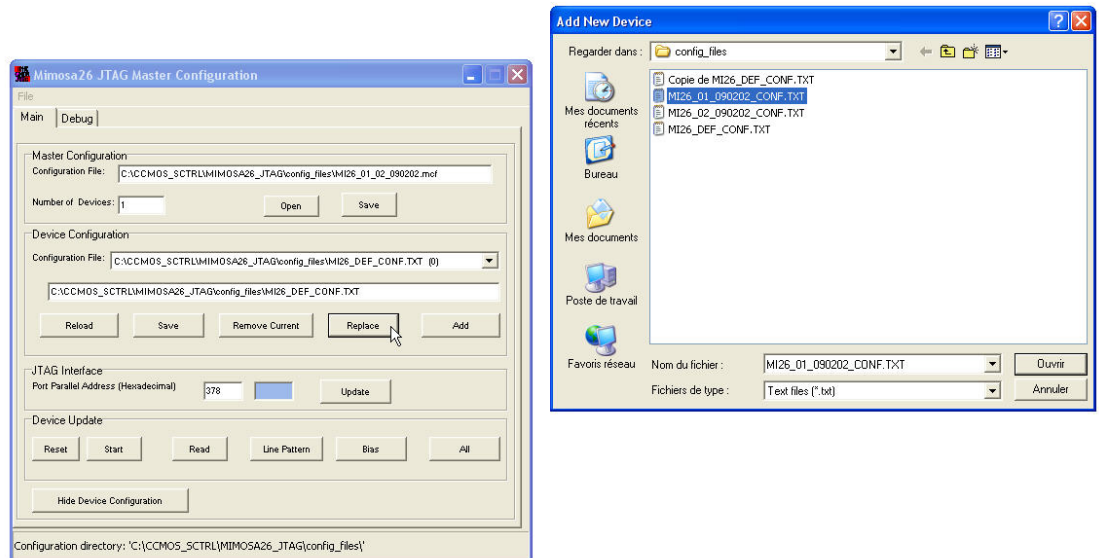 Mimosa26 JTAG Master Configuration
File
Main Debug
Master Configuration
Configuration File: C:\CCMOS_SCTRL\MIMOSA26_JTAG\config_files\MI26_01_02_090202.mcf
Number of Devices: 1 Open Save
Device Configuration
Configuration File: C:\CCMOS_SCTRL\MIMOSA26_JTAG\config_files\MI26_DEF_CONF.TXT (0)
C:\CCMOS_SCTRL\MIMOSA26_JTAG\config_files\MI26_DEF_CONF.TXT
Reload Save Remove Current Replace Add
JTAG Interface
Port Parallel Address (Hexadecimal) 378 Update
Device Update
Reset Start Read Line Pattern Bias All
Hide Device Configuration
Configuration directory: 'C:\CCMOS_SCTRL\MIMOSA26_JTAG\config_files\'
Add New Device
Regarder dans : config_files
Mes documents récents
Bureau
Mes documents
Poste de travail
Favoris réseau
Copie de MI26_DEF_CONF.TXT
MI26_01_090202_CONF.TXT
MI26_02_090202_CONF.TXT
MI26_DEF_CONF.TXT
Nom du fichier : MI26_01_090202_CONF.TXT Ouvrir
Fichiers de type : Text files (*.txt) Annuler